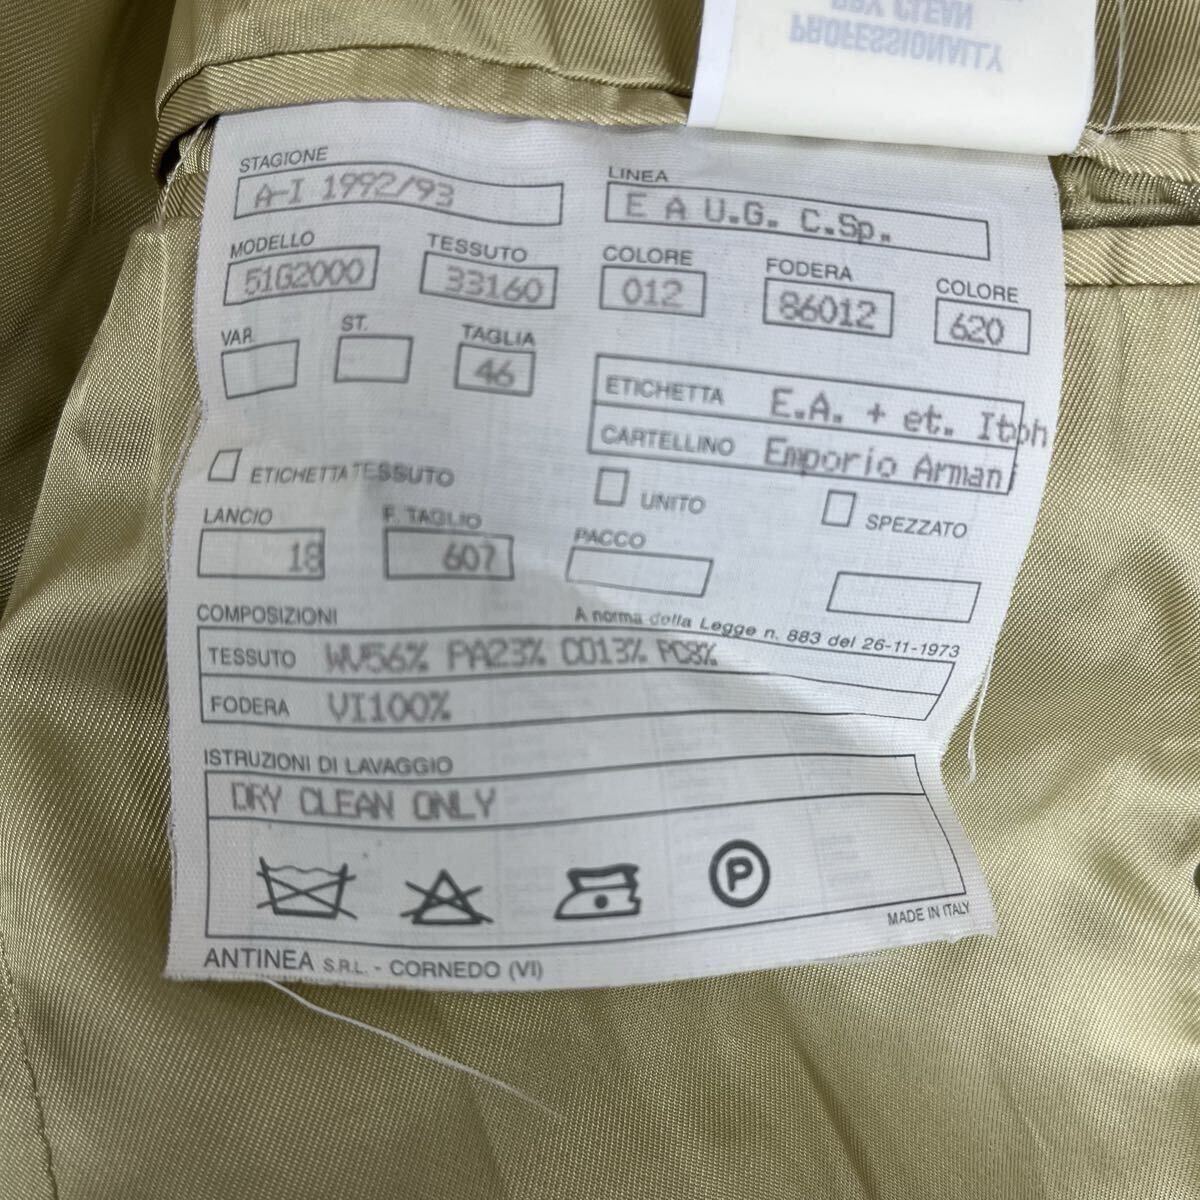 DRY CLEAN
PROFESSIONALLY
STAGIONE
A-I 1992/93
LINEA
E A U.G. C.Sp.
MODELLO
51G2000
TESSUTO
33160
COLORE
012
FODERA
86012
COLORE
620
VAR.
ST.
TAGLIA
46
ETICHETTA E.A. + et. Itoh
CARTELLINO Emporio Armani
ETICHETTA TESSUTO
UNITO
SPEZZATO
LANCIO
18
F. TAGLIO
607
PACCO
COMPOSIZIONI
A norma della Legge n. 883 del 26-11-1973
TESSUTO WV56% PA23% CO13% PC8%
FODERA VI100%
ISTRUZIONI DI LAVAGGIO
DRY CLEAN ONLY
P
MADE IN ITALY
ANTINEA S.R.L. - CORNEDO (VI)